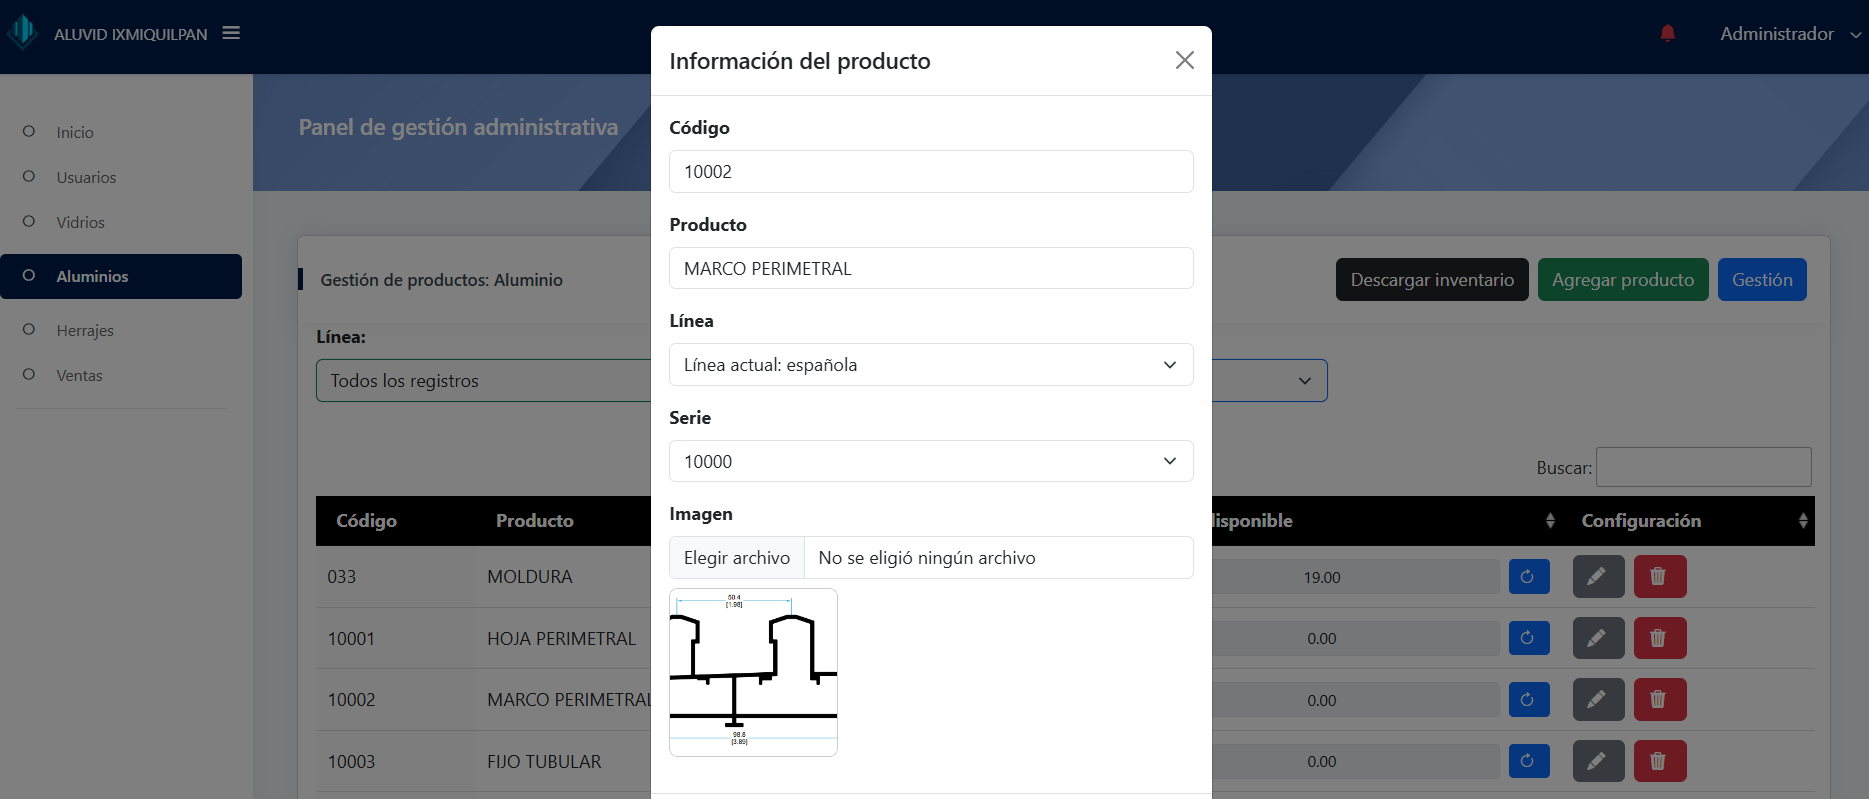 ALUVID IXMIQUILPAN
Administrador
Inicio
Usuarios
Vidrios
Aluminios
Herrajes
Ventas
Panel de gestión administrativa
Gestión de productos: Aluminio
Descargar inventario
Agregar producto
Gestión
Línea:
Todos los registros
Buscar:
Código Producto disponible Configuración
033 MOLDURA 19.00
10001 HOJA PERIMETRAL 0.00
10002 MARCO PERIMETRAL 0.00
10003 FIJO TUBULAR 0.00
Información del producto
Código
10002
Producto
MARCO PERIMETRAL
Línea
Línea actual: española
Serie
10000
Imagen
Elegir archivo No se eligió ningún archivo
50.4
[1.98]
98.8
[3.89]